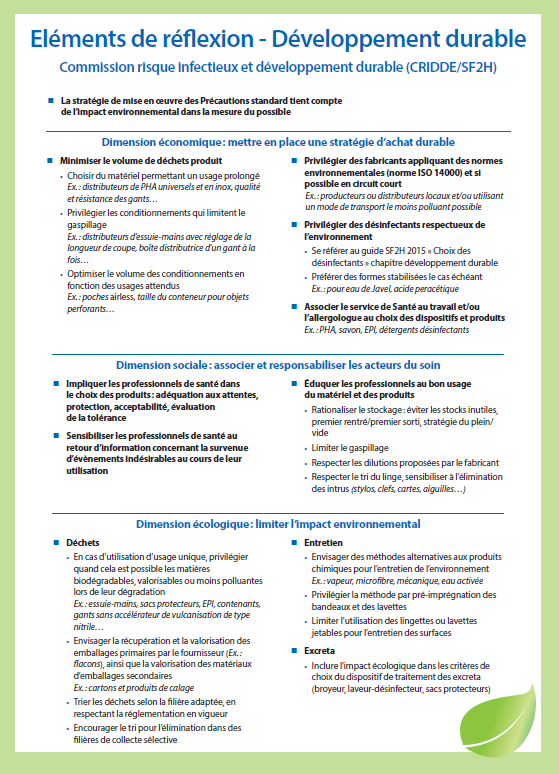 Eléments de réflexion - Développement durable
Commission risque infectieux et développement durable (CRIDDE/SF2H)
■ La stratégie de mise en œuvre des Précautions standard tient compte
de l'impact environnemental dans la mesure du possible
Dimension économique : mettre en place une stratégie d'achat durable
■ Minimiser le volume de déchets produit
• Choisir du matériel permettant un usage prolongé
Ex. : distributeurs de PHA universels et en inox, qualité
et résistance des gants…
• Privilégier les conditionnements qui limitent le
gaspillage
Ex. : distributeurs d'essuie-mains avec réglage de la
longueur de coupe, boîte distributrice d'un gant à la
fois…
• Optimiser le volume des conditionnements en
fonction des usages attendus
Ex. : poches airless, taille du conteneur pour objets
perforants…
■ Privilégier des fabricants appliquant des normes
environnementales (norme ISO 14000) et si
possible en circuit court
Ex. : producteurs ou distributeurs locaux et/ou utilisant
un mode de transport le moins polluant possible
■ Privilégier des désinfectants respectueux de
l'environnement
• Se référer au guide SF2H 2015 « Choix des
désinfectants » chapitre développement durable
• Préférer des formes stabilisées le cas échéant
Ex. : pour eau de Javel, acide peracétique
■ Associer le service de Santé au travail et/ou
l'allergologue au choix des dispositifs et produits
Ex. : PHA, savon, EPI, détergents désinfectants
Dimension sociale : associer et responsabiliser les acteurs du soin
■ Impliquer les professionnels de santé dans
le choix des produits : adéquation aux attentes,
protection, acceptabilité, évaluation
de la tolérance
■ Sensibiliser les professionnels de santé au
retour d'information concernant la survenue
d'évènements indésirables au cours de leur
utilisation
■ Éduquer les professionnels au bon usage
du matériel et des produits
• Rationaliser le stockage : éviter les stocks inutiles,
premier rentré/premier sorti, stratégie du plein/
vide
• Limiter le gaspillage
• Respecter les dilutions proposées par le fabricant
• Respecter le tri du linge, sensibiliser à l'élimination
des intrus (stylos, clefs, cartes, aiguilles…)
Dimension écologique : limiter l'impact environnemental
■ Déchets
• En cas d'utilisation d'usage unique, privilégier
quand cela est possible les matières
biodégradables, valorisables ou moins polluantes
lors de leur dégradation
Ex. : essuie-mains, sacs protecteurs, EPI, contenants,
gants sans accélérateur de vulcanisation de type
nitrile…
• Envisager la récupération et la valorisation des
emballages primaires par le fournisseur (Ex. :
flacons), ainsi que la valorisation des matériaux
d'emballages secondaires
Ex. : cartons et produits de calage
• Trier les déchets selon la filière adaptée, en
respectant la réglementation en vigueur
• Encourager le tri pour l'élimination dans des
filières de collecte sélective
■ Entretien
• Envisager des méthodes alternatives aux produits
chimiques pour l'entretien de l'environnement
Ex. : vapeur, microfibre, mécanique, eau activée
• Privilégier la méthode par pré-imprégnation des
bandeaux et des lavettes
• Limiter l'utilisation des lingettes ou lavettes
jetables pour l'entretien des surfaces
■ Excreta
• Inclure l'impact écologique dans les critères de
choix du dispositif de traitement des excreta
(broyeur, laveur-désinfecteur, sacs protecteurs)